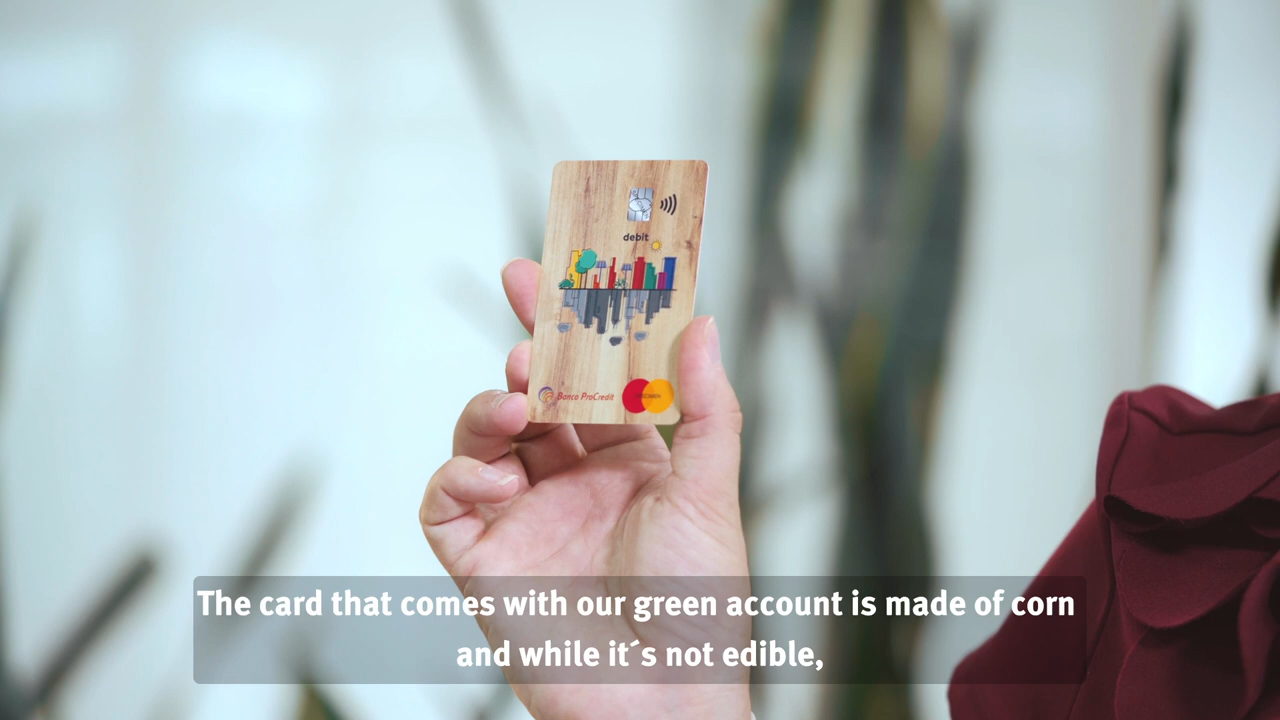 debit
Banco ProCredit
The card that comes with our green account is made of corn
and while it´s not edible,